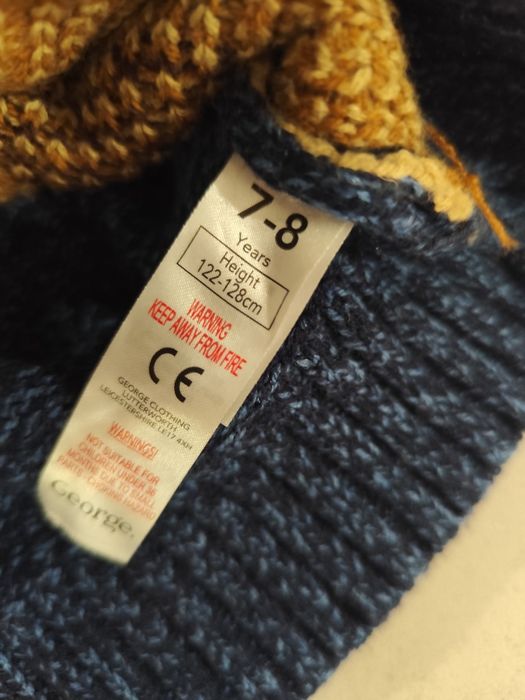 7-8
Years
Height
122-128cm
WARNING
KEEP AWAY FROM FIRE
CE
GEORGE CLOTHING
LUTTERWORTH
LEICESTERSHIRE LE17 4XH
WARNINGS!
NOT SUITABLE FOR
CHILDREN UNDER 36
MONTHS DUE TO SMALL
PARTS - CHOKING HAZARD
George.